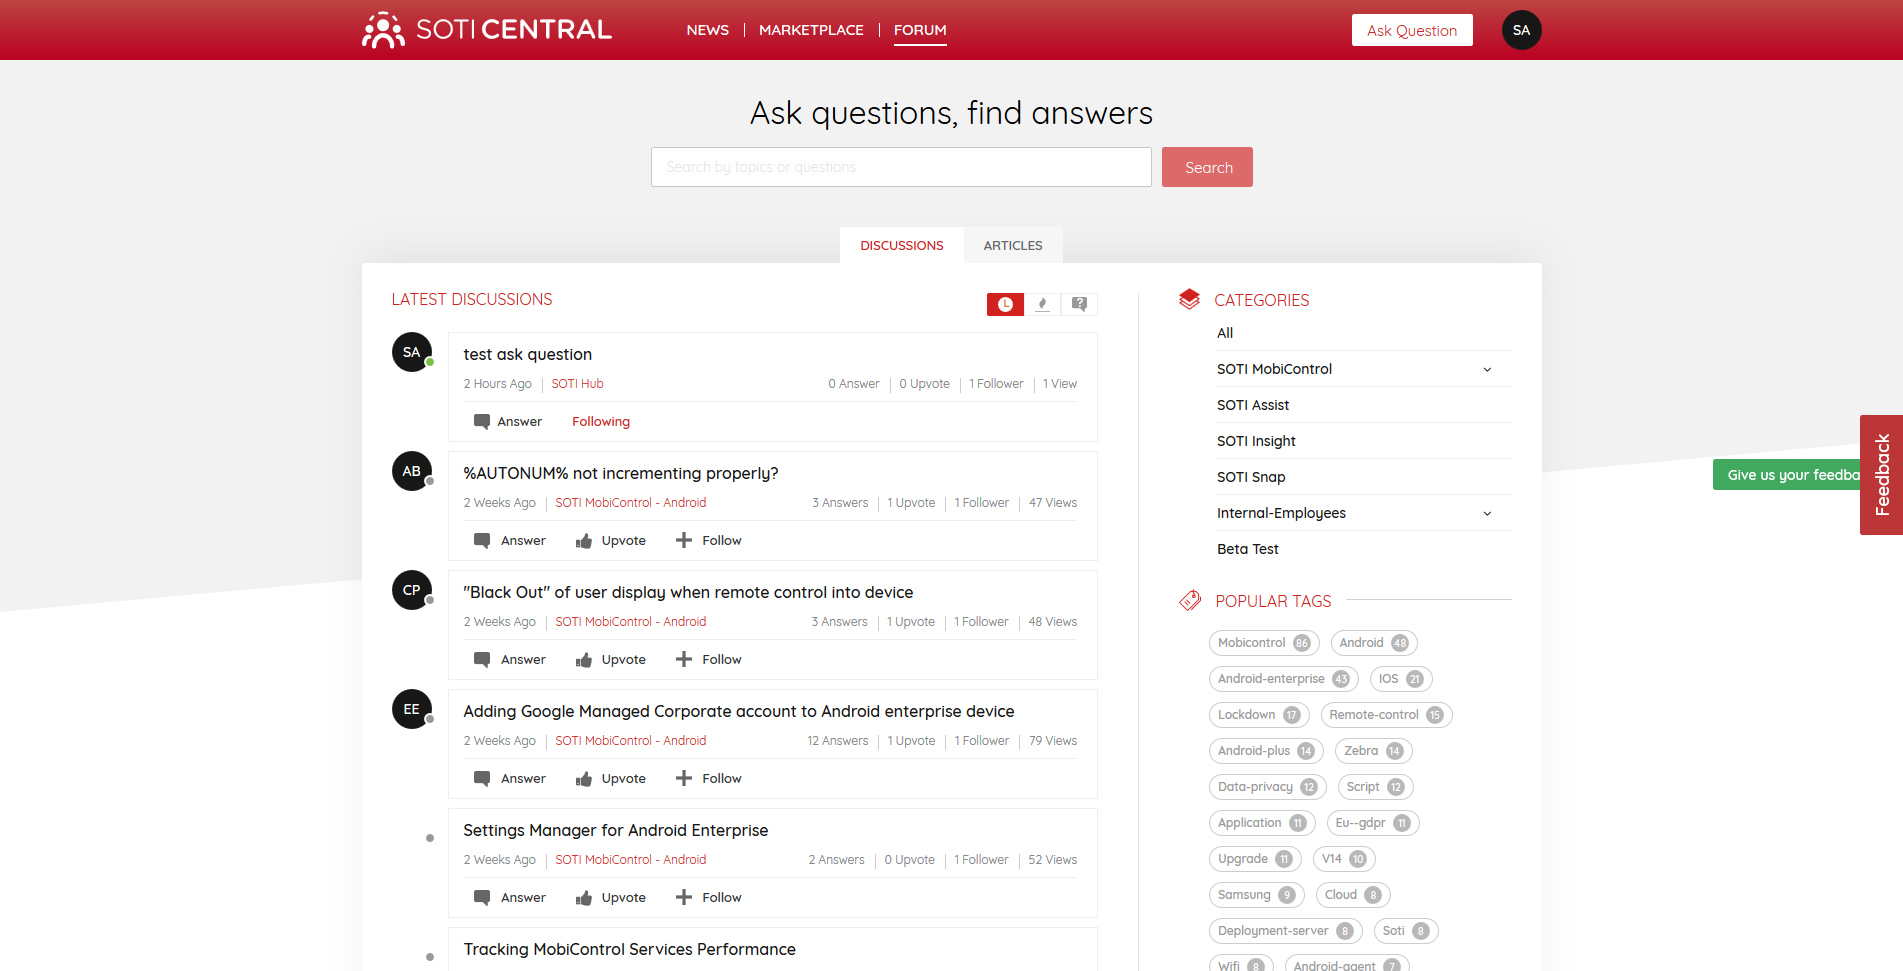 SOTI CENTRAL NEWS MARKETPLACE FORUM Ask Question SA
Ask questions, find answers
Search by topics or questions Search
DISCUSSIONS ARTICLES
LATEST DISCUSSIONS
SA test ask question
2 Hours Ago SOTI Hub 0 Answer 0 Upvote 1 Follower 1 View
Answer Following
AB %AUTONUM% not incrementing properly?
2 Weeks Ago SOTI MobiControl - Android 3 Answers 1 Upvote 1 Follower 47 Views
Answer Upvote Follow
CP "Black Out" of user display when remote control into device
2 Weeks Ago SOTI MobiControl - Android 3 Answers 1 Upvote 1 Follower 48 Views
Answer Upvote Follow
EE Adding Google Managed Corporate account to Android enterprise device
2 Weeks Ago SOTI MobiControl - Android 12 Answers 1 Upvote 1 Follower 79 Views
Answer Upvote Follow
Settings Manager for Android Enterprise
2 Weeks Ago SOTI MobiControl - Android 2 Answers 0 Upvote 1 Follower 52 Views
Answer Upvote Follow
Tracking MobiControl Services Performance
CATEGORIES
All
SOTI MobiControl
SOTI Assist
SOTI Insight
SOTI Snap
Internal-Employees
Beta Test
POPULAR TAGS
Mobicontrol 86 Android 48
Android-enterprise 43 IOS 21
Lockdown 17 Remote-control 15
Android-plus 14 Zebra 14
Data-privacy 12 Script 12
Application 11 Eu--gdpr 11
Upgrade 11 V14 10
Samsung 9 Cloud 8
Deployment-server 8 Soti 8
Wifi 8 Android-agent 7
Give us your feedba
Feedback